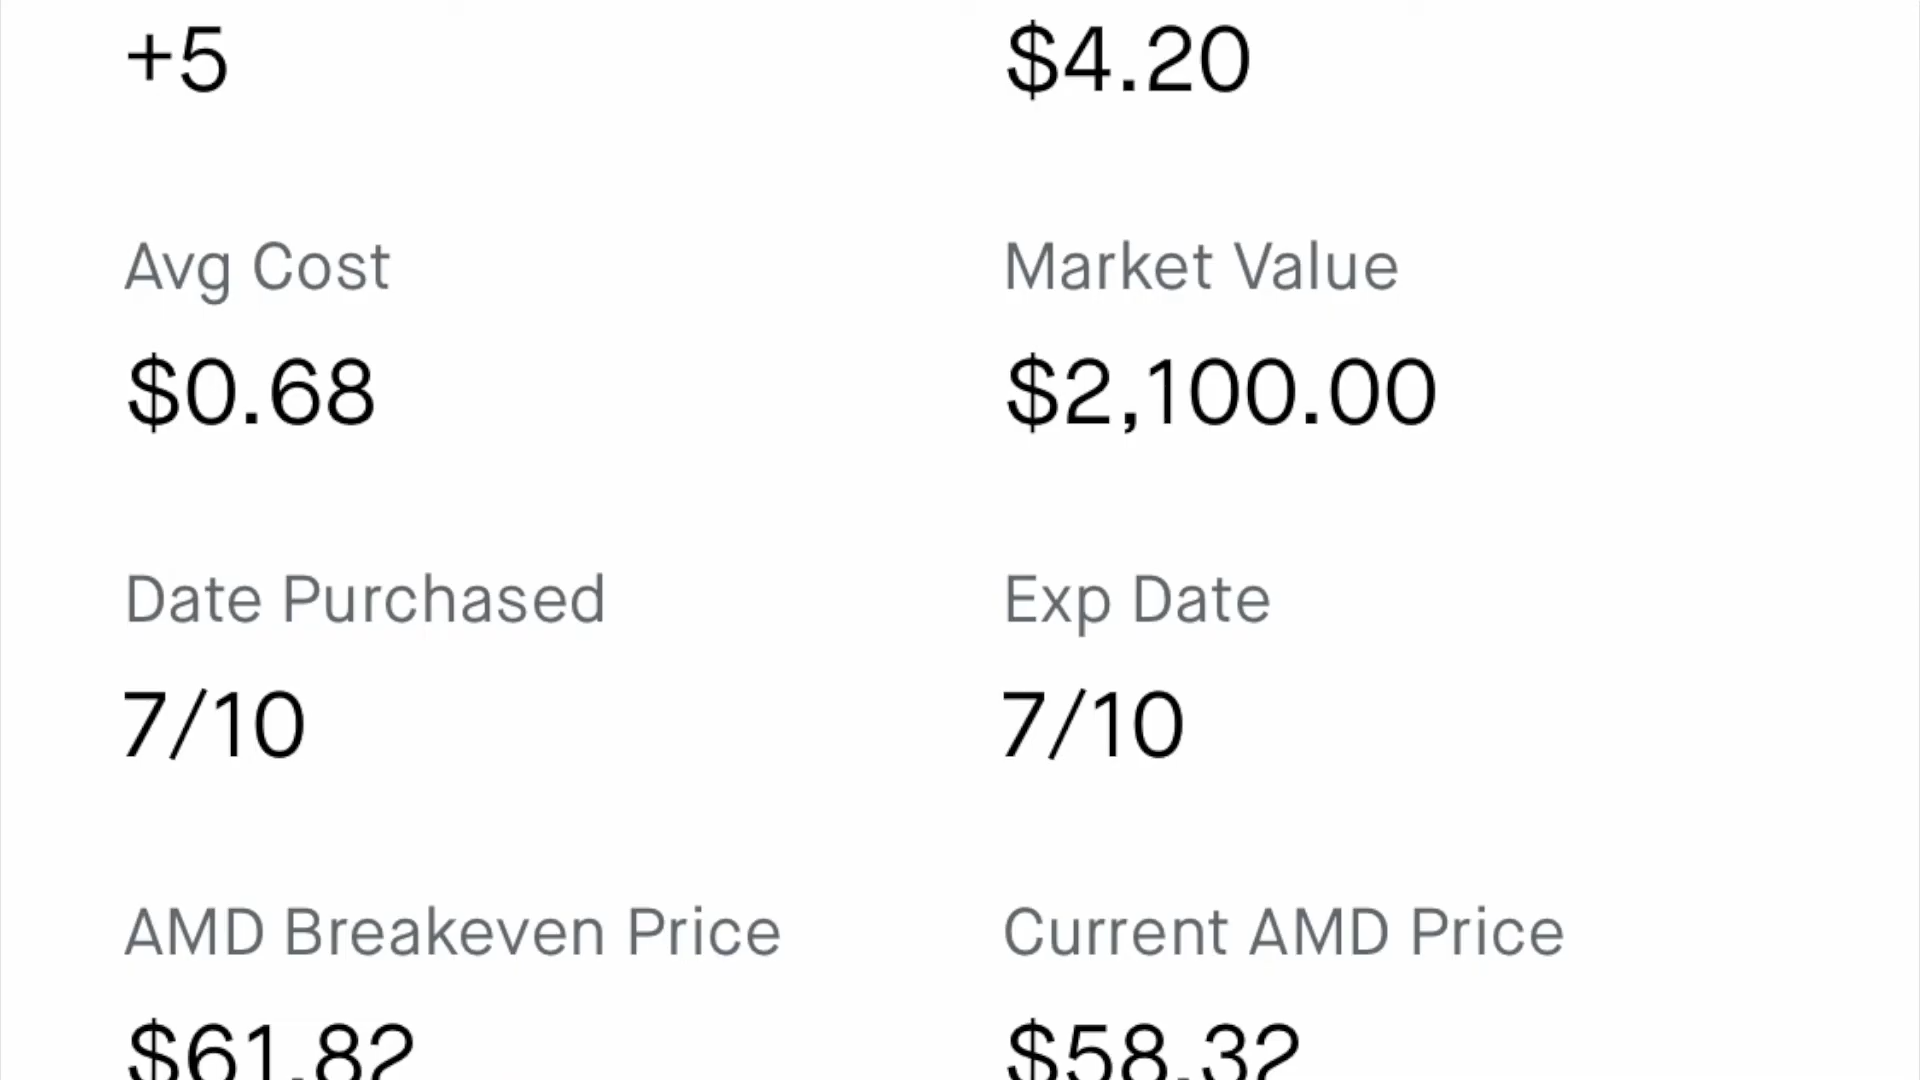 +5
$4.20
Avg Cost
Market Value
$0.68
$2,100.00
Date Purchased
Exp Date
7/10
7/10
AMD Breakeven Price
Current AMD Price
$61.82
$58.32